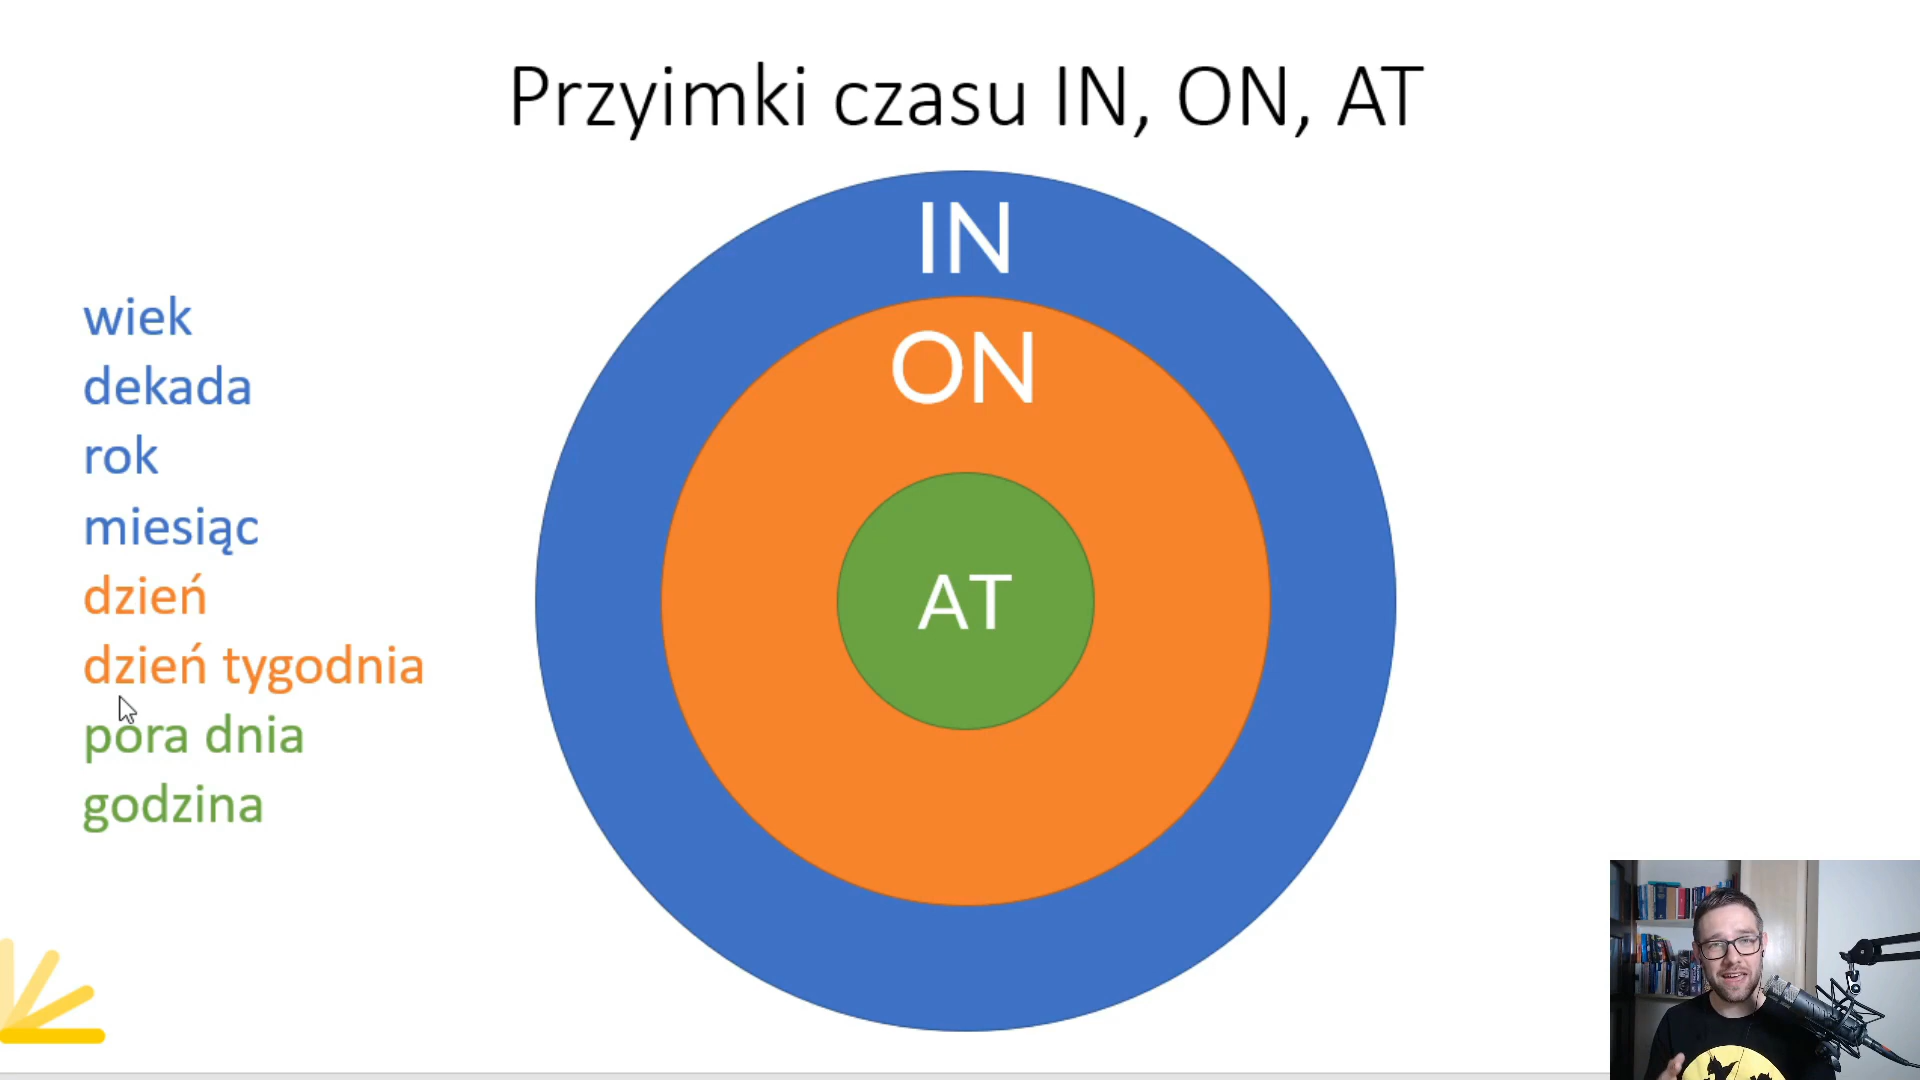 Przyimki czasu IN, ON, AT
IN
ON
AT
wiek
dekada
rok
miesiąc
dzień
dzień tygodnia
pora dnia
godzina